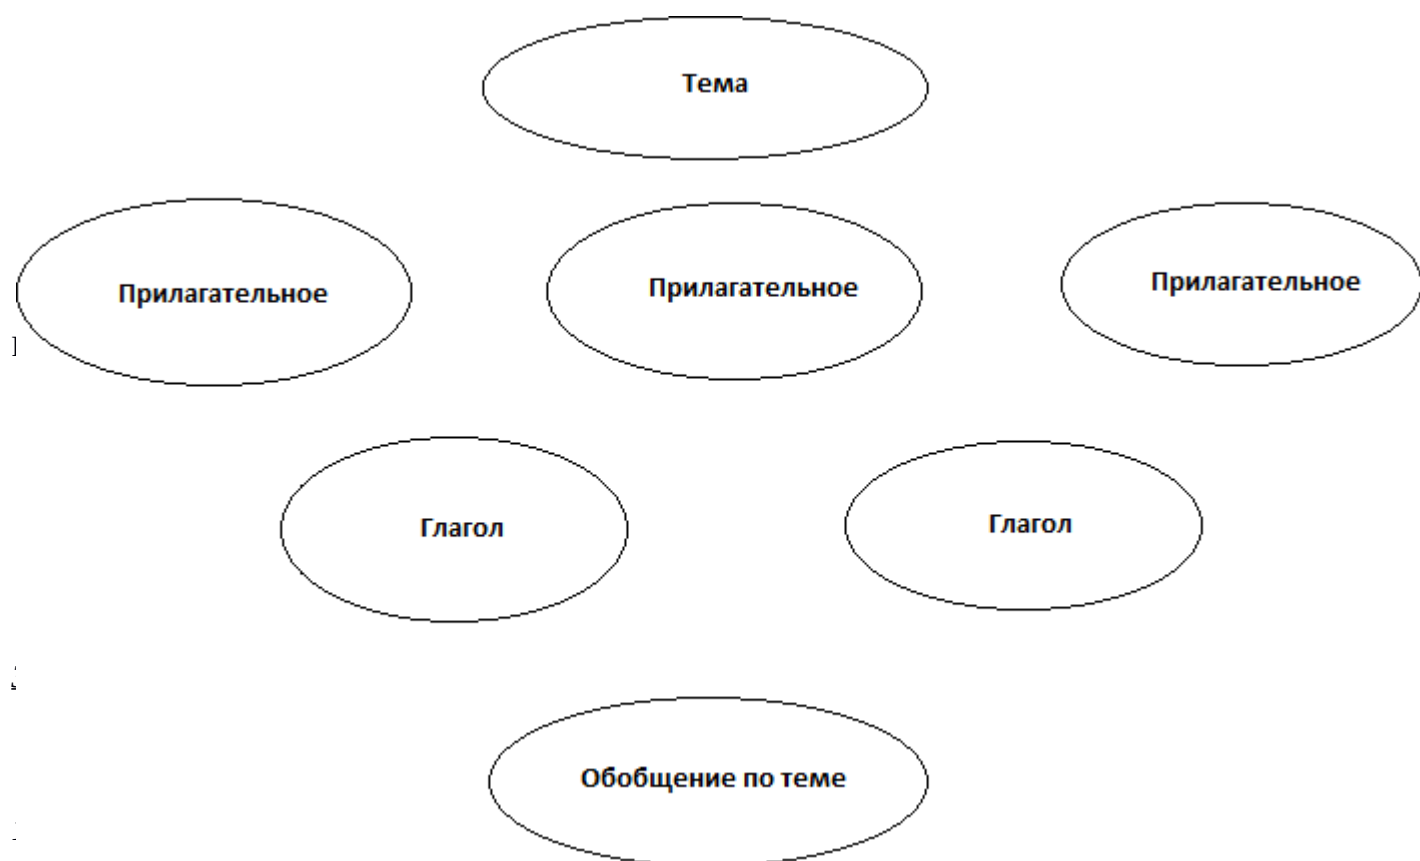 Тема
Прилагательное
Прилагательное
Прилагательное
Глагол
Глагол
Обобщение по теме